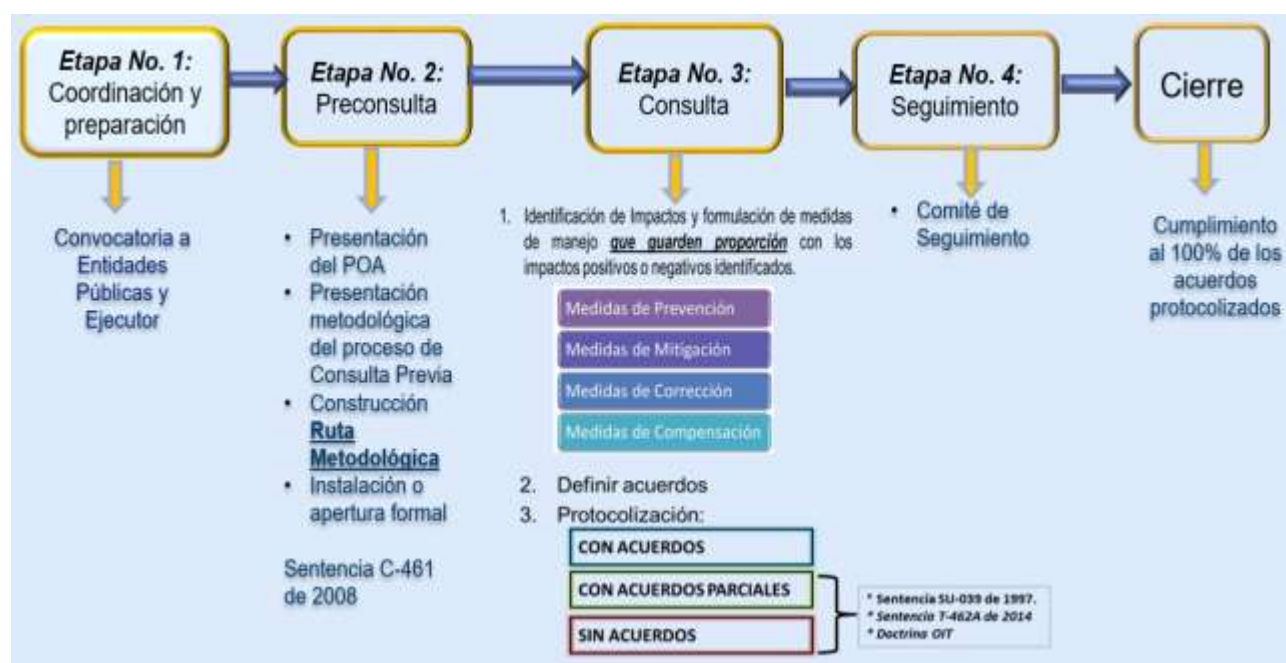 Etapa No. 1:
Coordinación y
preparación
Etapa No. 2:
Preconsulta
Etapa No. 3:
Consulta
Etapa No. 4:
Seguimiento
Cierre
Convocatoria a
Entidades
Públicas y
Ejecutor
• Presentación
del POA
• Presentación
metodológica
del proceso de
Consulta Previa
• Construcción
Ruta
Metodológica
• Instalación o
apertura formal
Sentencia C-461
de 2008
1. Identificación de Impactos y formulación de medidas
de manejo que guarden proporción con los
impactos positivos o negativos identificados.
Medidas de Prevención
Medidas de Mitigación
Medidas de Corrección
Medidas de Compensación
2. Definir acuerdos
3. Protocolización:
CON ACUERDOS
CON ACUERDOS PARCIALES
SIN ACUERDOS
* Sentencia SU-039 de 1997.
* Sentencia T-462A de 2014
* Doctrina OIT
• Comité de
Seguimiento
Cumplimiento
al 100% de los
acuerdos
protocolizados